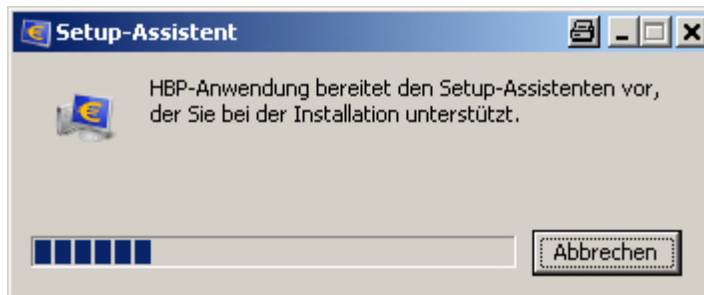 Setup-Assistent
HBP-Anwendung bereitet den Setup-Assistenten vor,
der Sie bei der Installation unterstützt.
Abbrechen